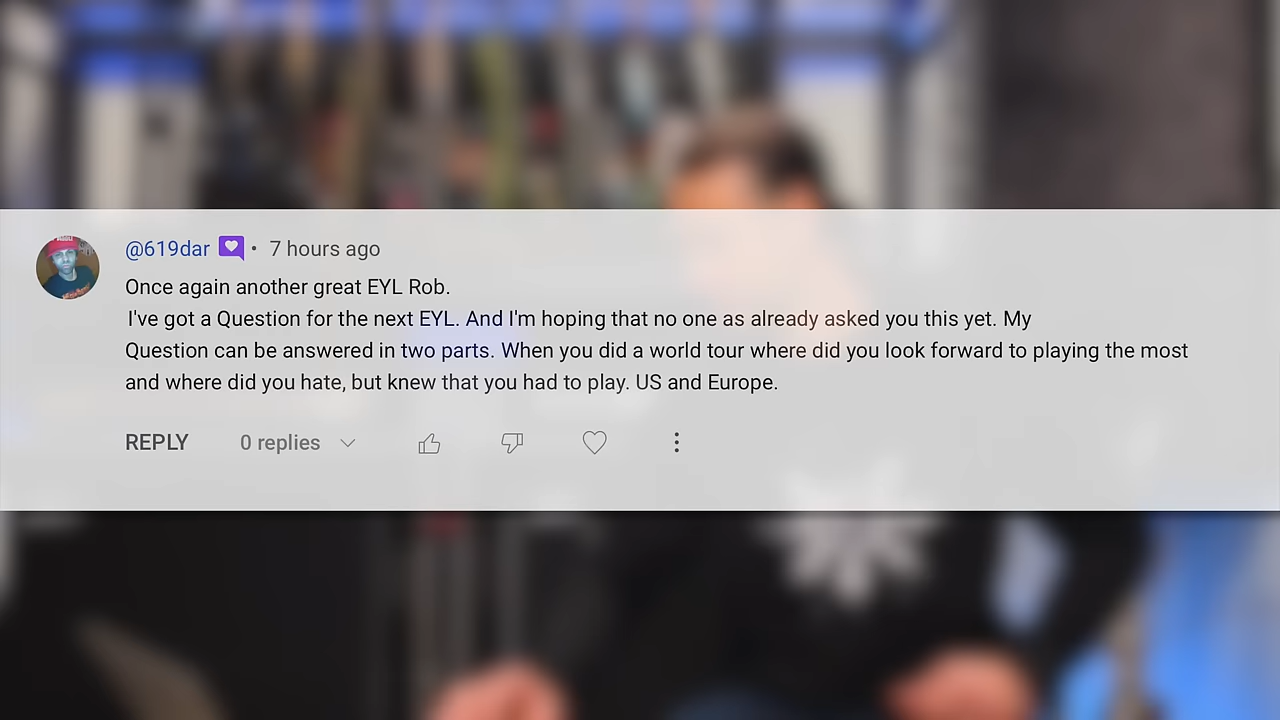 @619dar • 7 hours ago
Once again another great EYL Rob.
I've got a Question for the next EYL. And I'm hoping that no one as already asked you this yet. My
Question can be answered in two parts. When you did a world tour where did you look forward to playing the most
and where did you hate, but knew that you had to play. US and Europe.
REPLY 0 replies